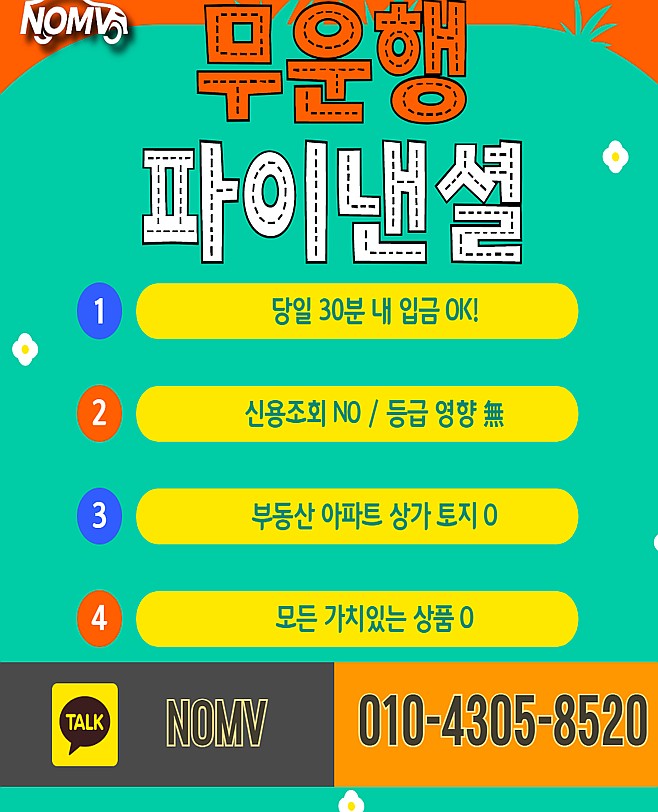 NOMV
무운행
파이낸셜
1 당일 30분 내 입금 OK!
2 신용조회 NO / 등급 영향 無
3 부동산 아파트 상가 토지 O
4 모든 가치있는 상품 O
TALK NOMV 010-4305-8520